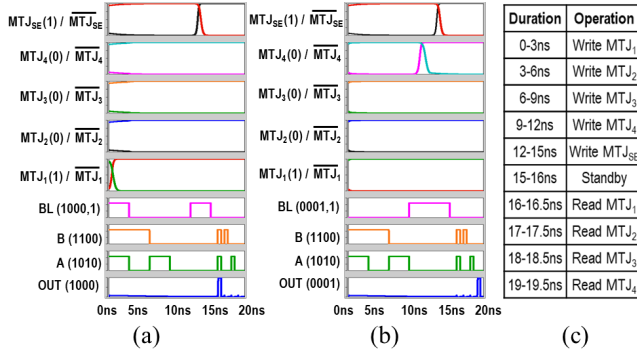 MTJSE(1) / MTJSE
MTJ4(0) / MTJ4
MTJ3(0) / MTJ3
MTJ2(0) / MTJ2
MTJ1(1) / MTJ1
BL (1000,1)
B (1100)
A (1010)
OUT (1000)
0ns 5ns 10ns 15ns 20ns
(a)
MTJSE(1) / MTJSE
MTJ4(0) / MTJ4
MTJ3(0) / MTJ3
MTJ2(0) / MTJ2
MTJ1(1) / MTJ1
BL (0001,1)
B (1100)
A (1010)
OUT (0001)
0ns 5ns 10ns 15ns 20ns
(b)
Duration Operation
0-3ns Write MTJ1
3-6ns Write MTJ2
6-9ns Write MTJ3
9-12ns Write MTJ4
12-15ns Write MTJSE
15-16ns Standby
16-16.5ns Read MTJ1
17-17.5ns Read MTJ2
18-18.5ns Read MTJ3
19-19.5ns Read MTJ4
(c)